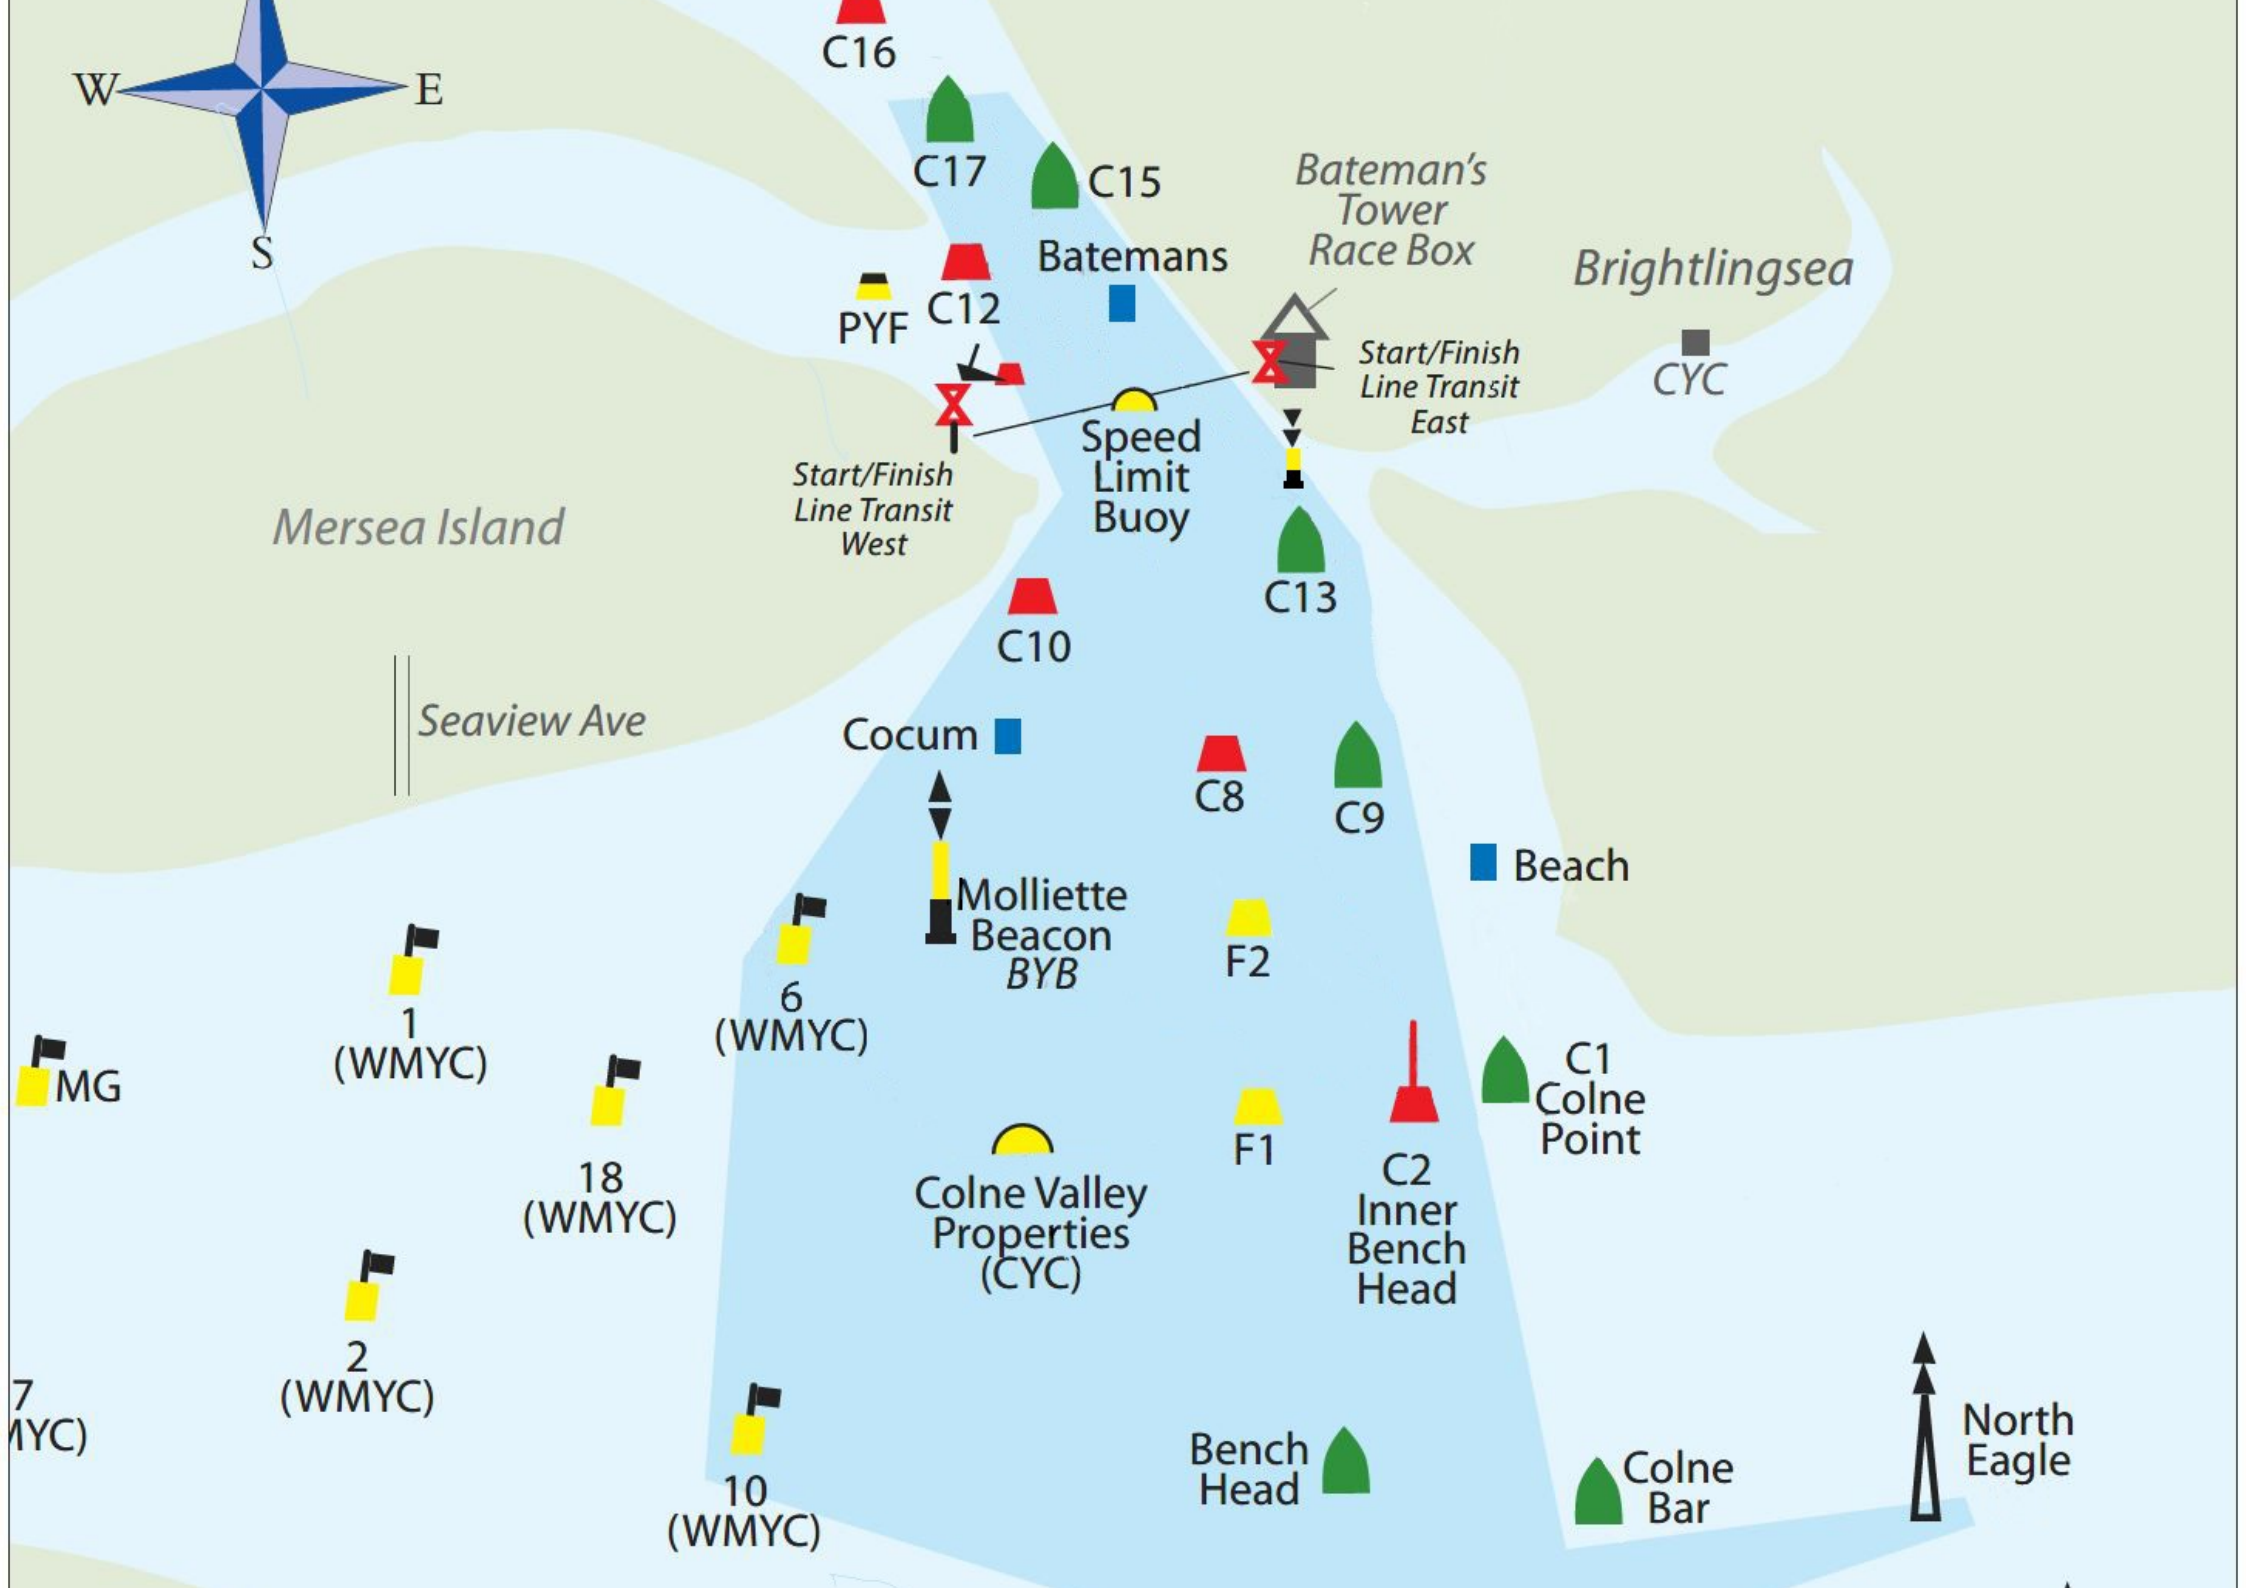 C16
W
E
S
C17
C15
Bateman's
Tower
Race Box
Batemans
Brightlingsea
C12
PYF
CYC
Start/Finish
Line Transit
East
Speed
Limit
Buoy
Start/Finish
Line Transit
West
Mersea Island
C13
C10
Seaview Ave
Cocum
C8
C9
Beach
Molliette
Beacon
BYB
F2
6
(WMYC)
1
(WMYC)
MG
C1
Colne
Point
F1
18
(WMYC)
C2
Inner
Bench
Head
Colne Valley
Properties
(CYC)
2
(WMYC)
7
MYC)
North
Eagle
Bench
Head
Colne
Bar
10
(WMYC)